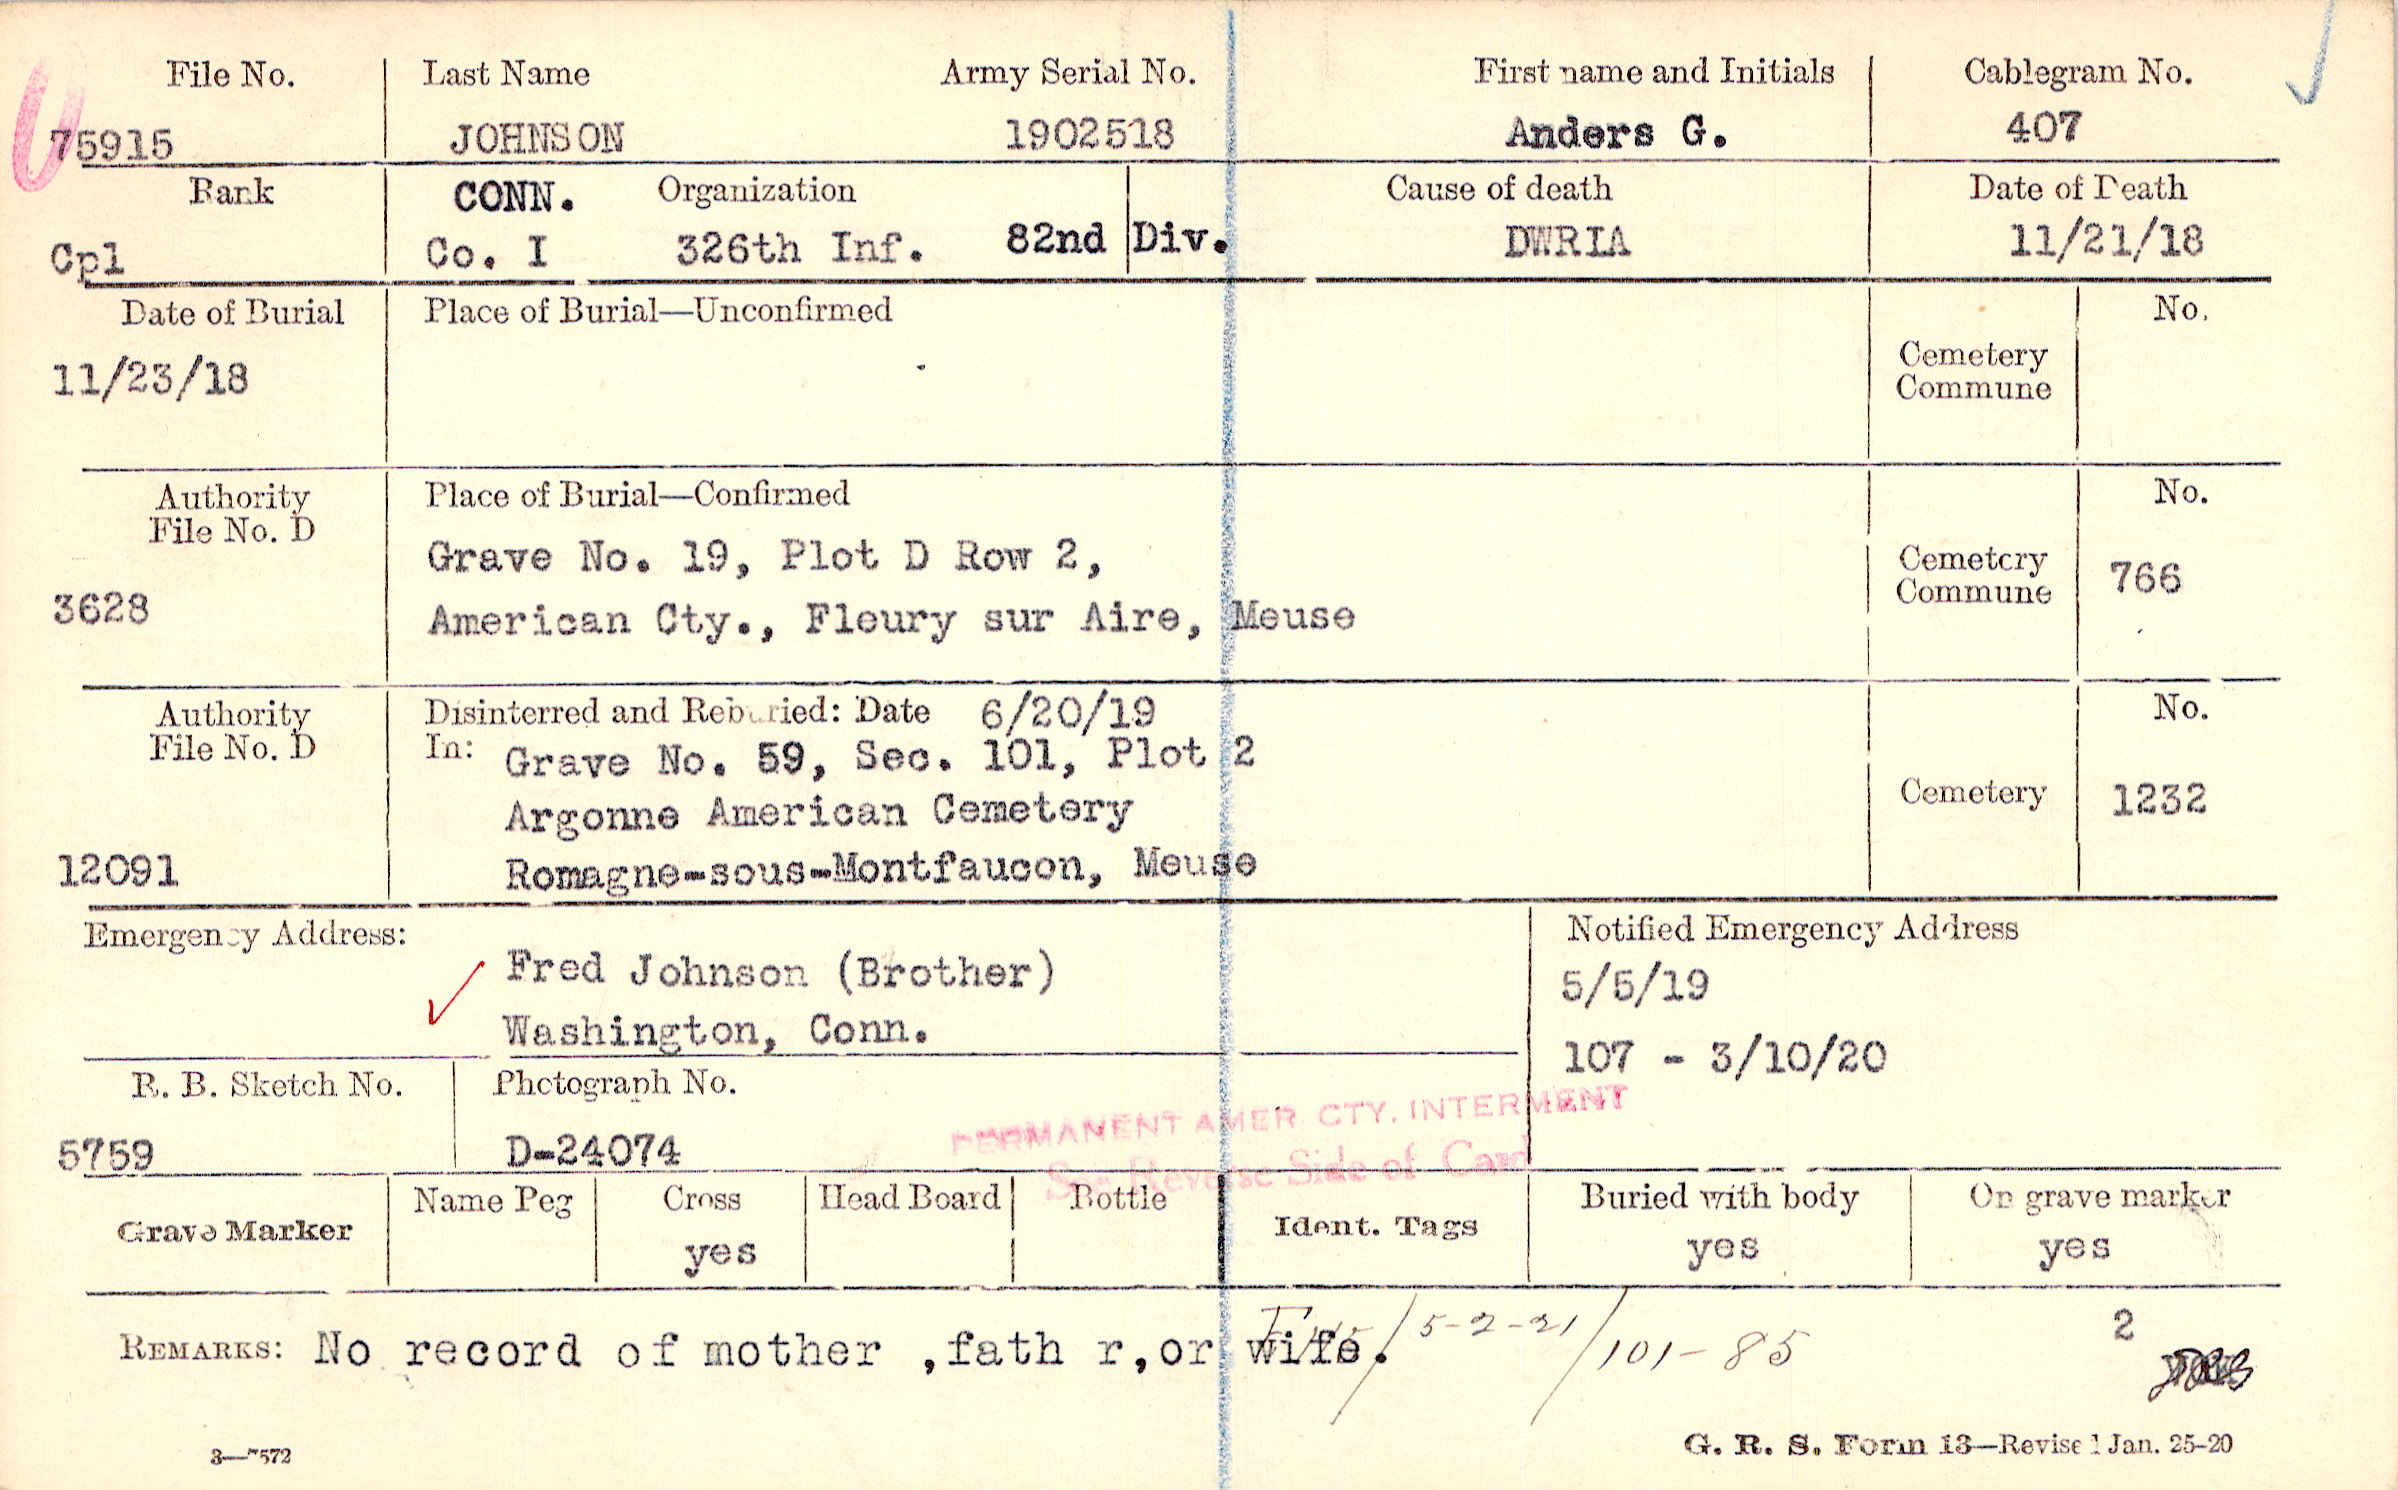 File No. Last Name Army Serial No. First name and Initials Cablegram No.
75915 JOHNSON 1902518 Anders G. 407
Rank CONN. Organization Cause of death Date of Death
Cpl Co. I 326th Inf. 82nd Div. DWRIA 11/21/18
Date of Burial Place of Burial—Unconfirmed No.
11/23/18 Cemetery
Commune
Authority Place of Burial—Confirmed No.
File No. D
Grave No. 19, Plot D Row 2, Cemetery
3628 Commune 766
American Cty., Fleury sur Aire, Meuse
Authority Disinterred and Reburied: Date 6/20/19 No.
File No. D In: Grave No. 59, Sec. 101, Plot 2
Argonne American Cemetery Cemetery 1232
12091 Romagne-sous-Montfaucon, Meuse
Emergency Address: Notified Emergency Address
Fred Johnson (Brother) 5/5/19
Washington, Conn. 107 - 3/10/20
R. B. Sketch No. Photograph No.
PERMANENT AMER. CTY. INTERMENT
5759 D-24074
See Reverse Side of Card
Grave Marker Name Peg Cross Head Board Bottle Ident. Tags Buried with body On grave marker
yes yes yes
REMARKS: No record of mother ,fath r,or wife. / 5-2-21 / 101-85 2
3—7572 G. R. S. Form 13—Revised Jan. 25-20